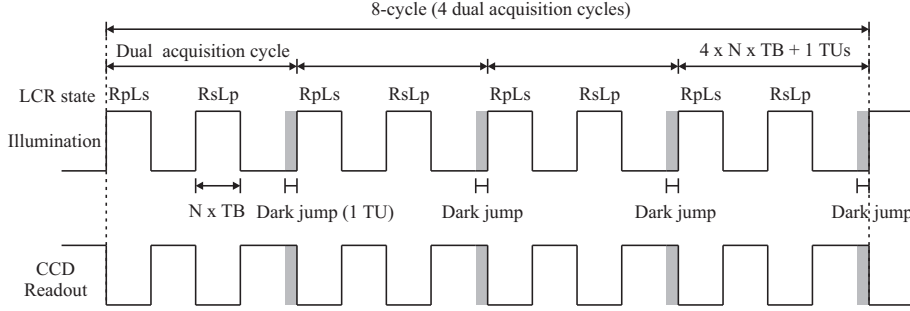 8-cycle (4 dual acquisition cycles)
Dual acquisition cycle
4 x N x TB + 1 TUs
LCR state
RpLs RsLp RpLs RsLp RpLs RsLp RpLs RsLp
Illumination
N x TB
Dark jump (1 TU)
Dark jump
Dark jump
Dark jump
CCD
Readout